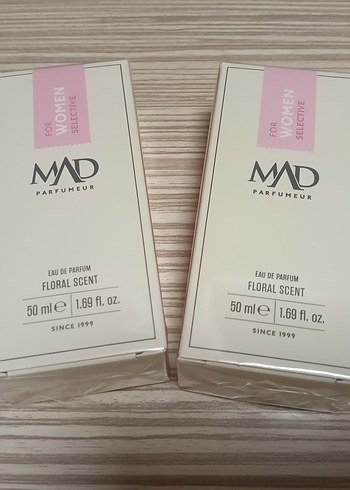 FOR
WOMEN
SELECTIVE
MAD
PARFUMEUR
EAU DE PARFUM
FLORAL SCENT
50 ml℮ 1.69 fl. oz.
SINCE 1999
FOR
WOMEN
SELECTIVE
MAD
PARFUMEUR
EAU DE PARFUM
FLORAL SCENT
50 ml℮ 1.69 fl. oz.
SINCE 1999